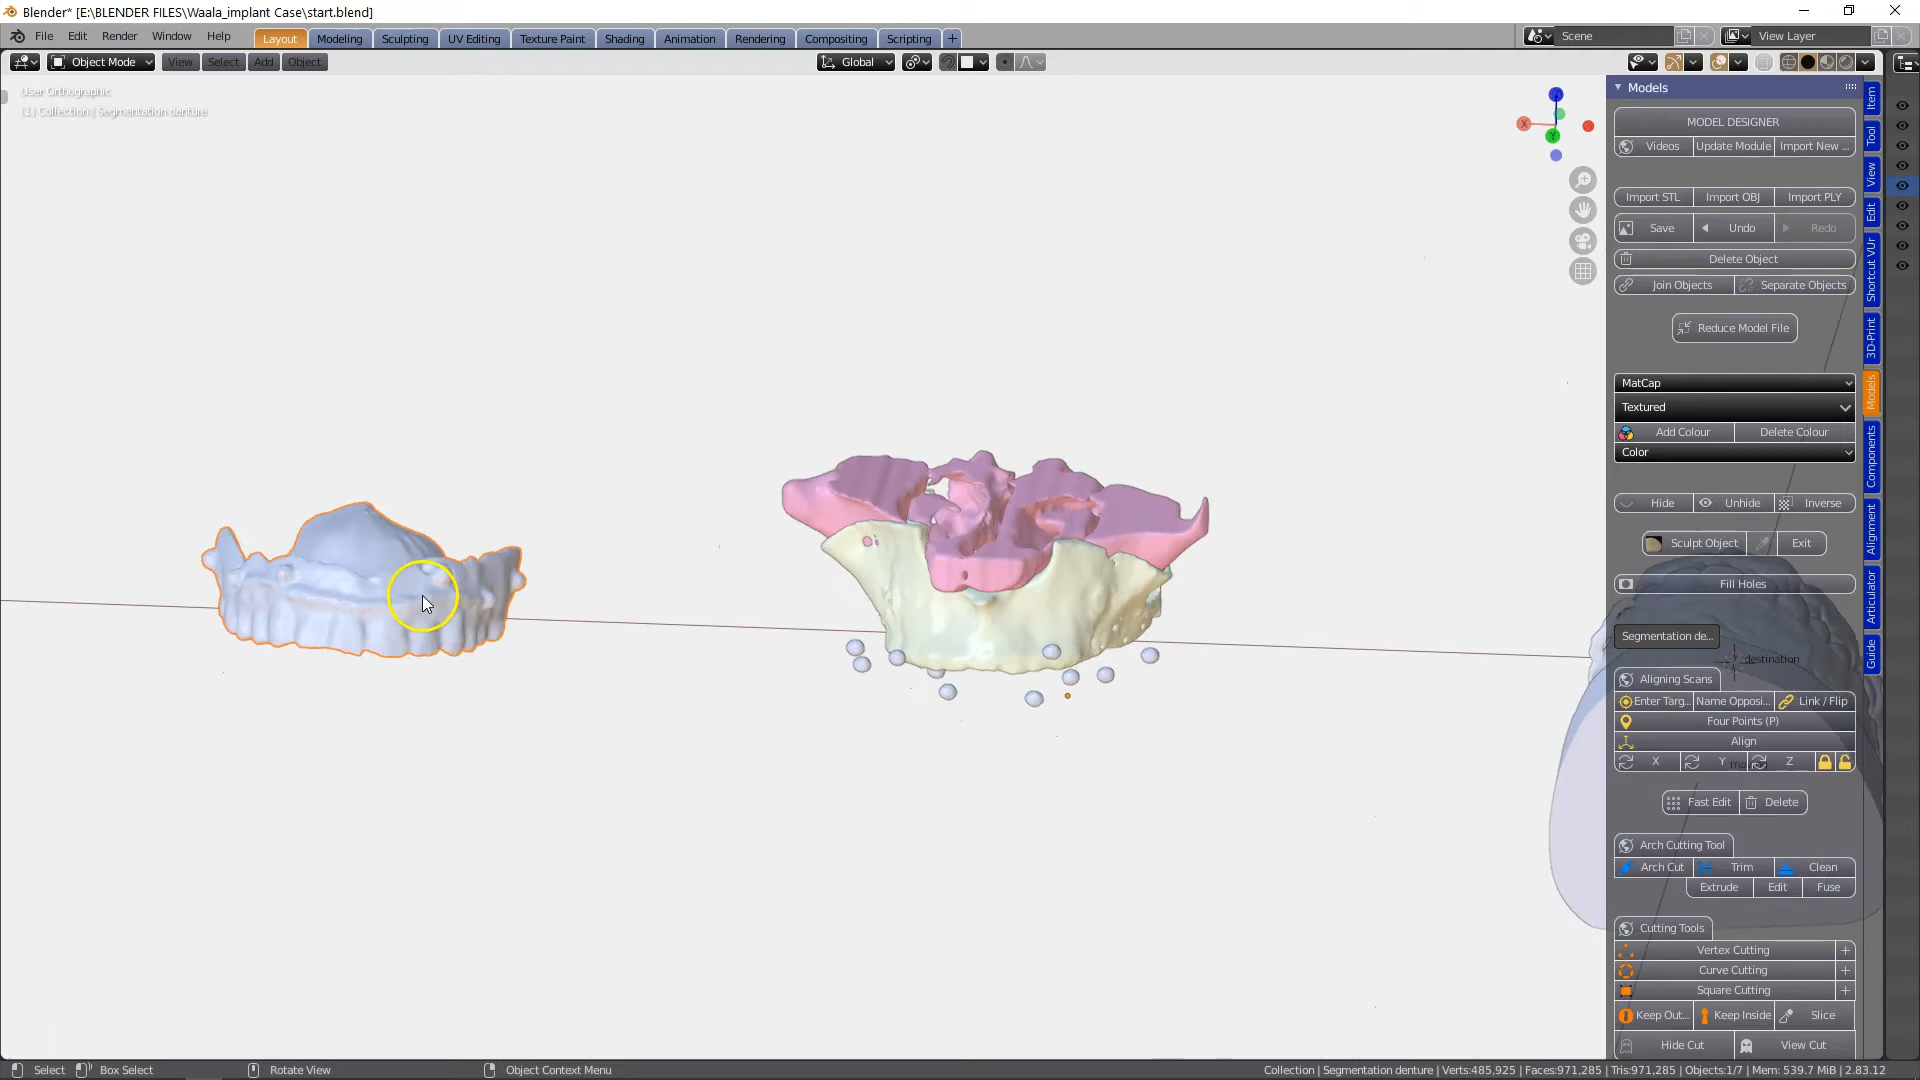 Blender* [E:\BLENDER FILES\Waala_implant Case\start.blend]
File Edit Render Window Help Layout Modeling Sculpting UV Editing Texture Paint Shading Animation Rendering Compositing Scripting + Scene View Layer
Object Mode View Select Add Object Global
User Orthographic
(1) Collection | Segmentation denture
X
Y
Models
MODEL DESIGNER
Videos Update Module Import New ...
Import STL Import OBJ Import PLY
Save Undo Redo
Delete Object
Join Objects Separate Objects
Reduce Model File
MatCap
Textured
Add Colour Delete Colour
Color
Hide Unhide Inverse
Sculpt Object Exit
Fill Holes
Segmentation de...
destination
Aligning Scans
Enter Targ... Name Opposi... Link / Flip
Four Points (P)
Align
X Y Z
Fast Edit Delete
Arch Cutting Tool
Arch Cut Trim Clean
Extrude Edit Fuse
Cutting Tools
Vertex Cutting +
Curve Cutting +
Square Cutting +
Keep Out... Keep Inside Slice
Hide Cut View Cut
Item
Tool
View
Edit
Shortcut VUr
3D-Print
Models
Components
Alignment
Articulator
Guide
Select Box Select Rotate View Object Context Menu Collection | Segmentation denture | Verts:485,925 | Faces:971,285 | Tris:971,285 | Objects:1/7 | Mem: 539.7 MiB | 2.83.12